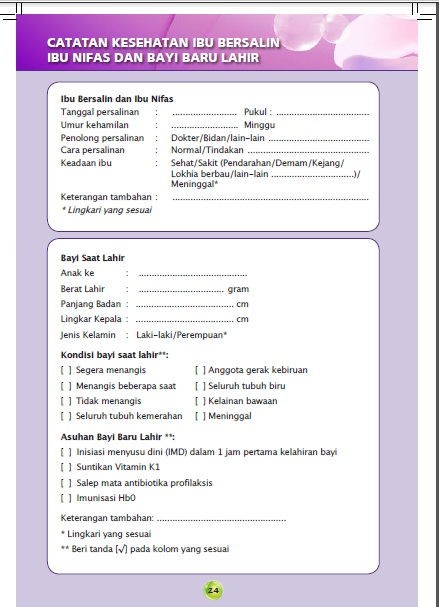 CATATAN KESEHATAN IBU BERSALIN
IBU NIFAS DAN BAYI BARU LAHIR
Ibu Bersalin dan Ibu Nifas
Tanggal persalinan : .......................... Pukul : ......................................
Umur kehamilan : ........................... Minggu
Penolong persalinan : Dokter/Bidan/lain-lain .........................................
Cara persalinan : Normal/Tindakan .................................................
Keadaan ibu : Sehat/Sakit (Pendarahan/Demam/Kejang/
Lokhia berbau/lain-lain ..................................)/
Meninggal*
Keterangan tambahan : ................................................................................
* Lingkari yang sesuai
Bayi Saat Lahir
Anak ke : ............................................
Berat Lahir : ................................... gram
Panjang Badan : ........................................ cm
Lingkar Kepala : ........................................ cm
Jenis Kelamin : Laki-laki/Perempuan*
Kondisi bayi saat lahir**:
[ ] Segera menangis [ ] Anggota gerak kebiruan
[ ] Menangis beberapa saat [ ] Seluruh tubuh biru
[ ] Tidak menangis [ ] Kelainan bawaan
[ ] Seluruh tubuh kemerahan [ ] Meninggal
Asuhan Bayi Baru Lahir **:
[ ] Inisiasi menyusu dini (IMD) dalam 1 jam pertama kelahiran bayi
[ ] Suntikan Vitamin K1
[ ] Salep mata antibiotika profilaksis
[ ] Imunisasi Hb0
Keterangan tambahan: .....................................................
* Lingkari yang sesuai
** Beri tanda [√] pada kolom yang sesuai
24